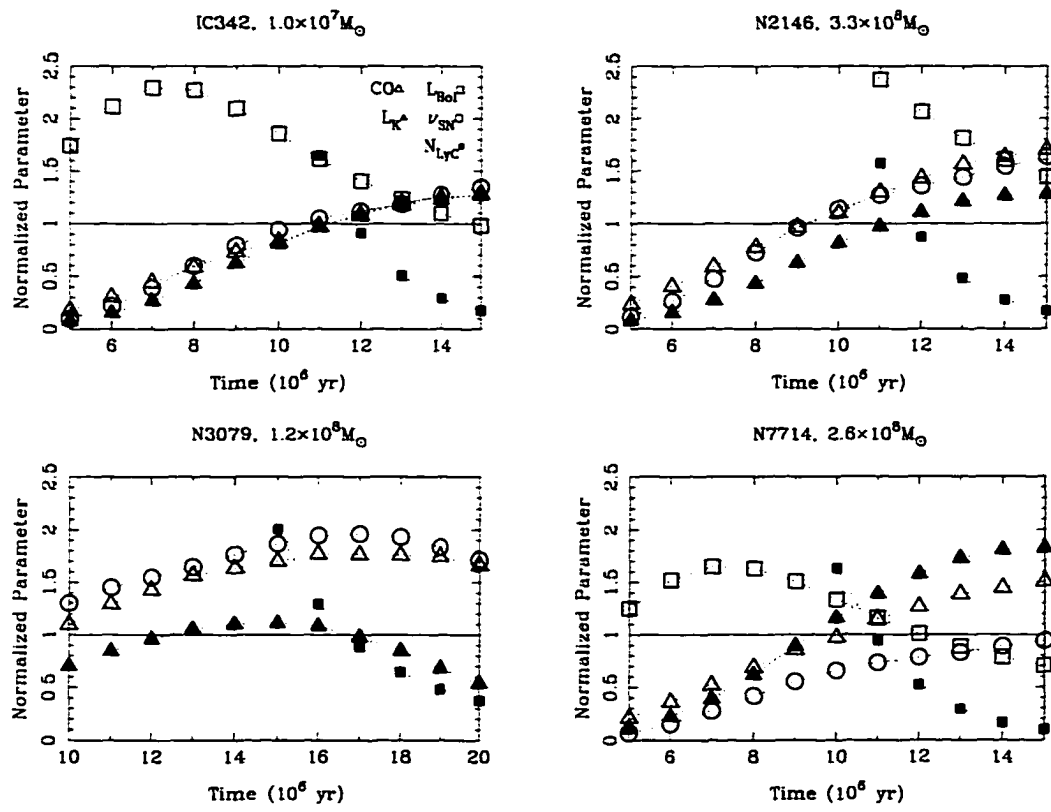 IC342, 1.0×10⁷M☉
Normalized Parameter
2.5
2
1.5
1
0.5
0
CO△ L_Bol□
L_K▲ ν_SN○
N_LyC■
6 8 10 12 14
Time (10⁶ yr)
N2146, 3.3×10⁸M☉
Normalized Parameter
2.5
2
1.5
1
0.5
0
6 8 10 12 14
Time (10⁶ yr)
N3079, 1.2×10⁸M☉
Normalized Parameter
2.5
2
1.5
1
0.5
0
10 12 14 16 18 20
Time (10⁶ yr)
N7714, 2.6×10⁸M☉
Normalized Parameter
2.5
2
1.5
1
0.5
0
6 8 10 12 14
Time (10⁶ yr)